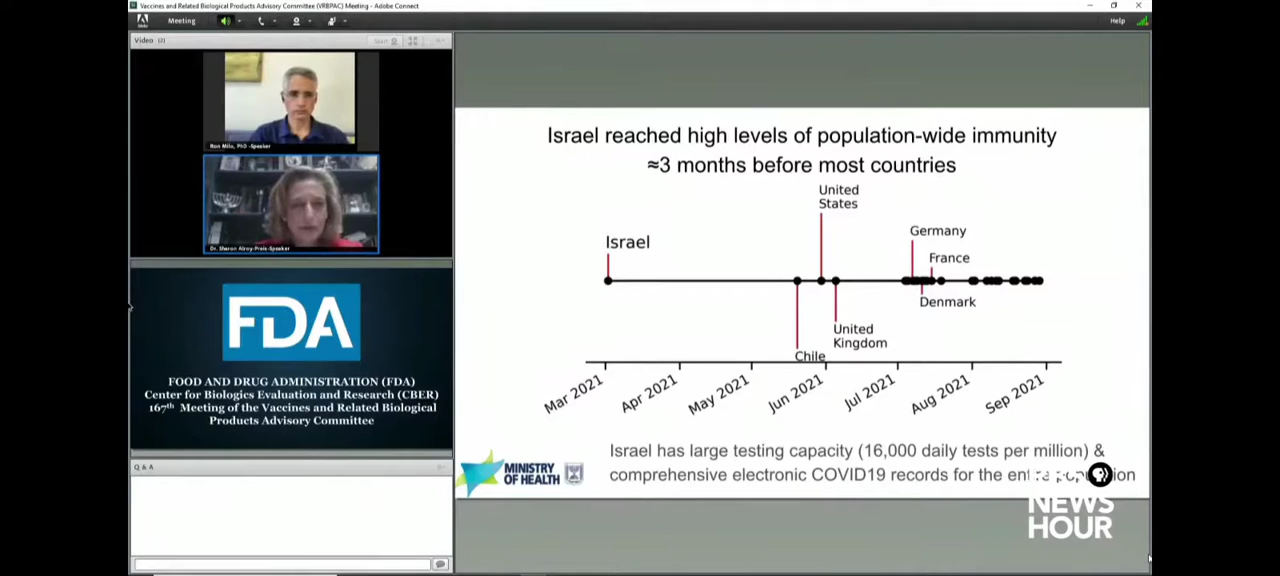 Vaccines and Related Biological Products Advisory Committee (VRBPAC) Meeting - Adobe Connect
Meeting
Help
Video (2)
Start
Ron Milo, PhD -Speaker
Dr. Sharon Alroy-Preis-Speaker
FDA
FOOD AND DRUG ADMINISTRATION (FDA)
Center for Biologics Evaluation and Research (CBER)
167th Meeting of the Vaccines and Related Biological
Products Advisory Committee
Q & A
Israel reached high levels of population-wide immunity
≈3 months before most countries
United
States
Germany
Israel
France
Denmark
United
Kingdom
Chile
Mar 2021
Apr 2021
May 2021
Jun 2021
Jul 2021
Aug 2021
Sep 2021
Israel has large testing capacity (16,000 daily tests per million) &
comprehensive electronic COVID19 records for the entire population
MINISTRY
OF HEALTH
NEWS
HOUR